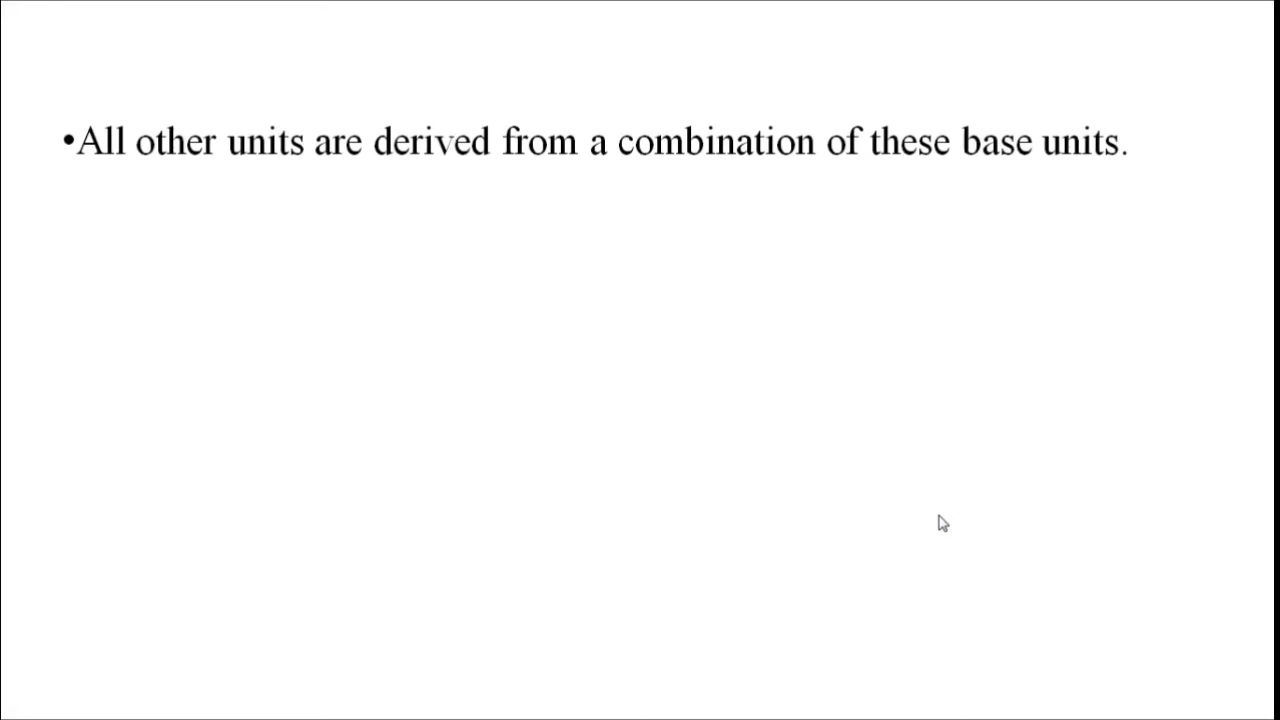 •All other units are derived from a combination of these base units.